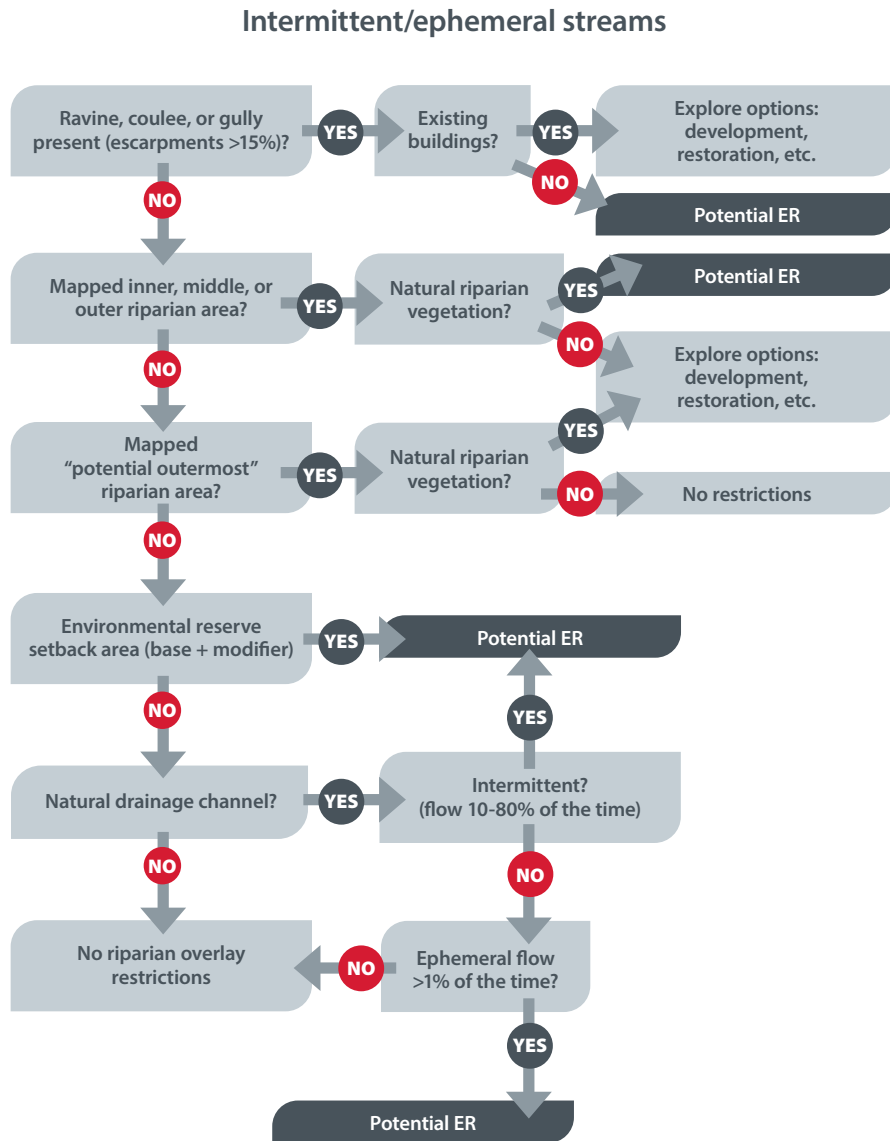 Intermittent/ephemeral streams
Ravine, coulee, or gully
present (escarpments >15%)?
YES
Existing
buildings?
YES
Explore options:
development,
restoration, etc.
NO
Potential ER
NO
Mapped inner, middle, or
outer riparian area?
YES
Natural riparian
vegetation?
YES
Potential ER
NO
Explore options:
development,
restoration, etc.
NO
Mapped
“potential outermost”
riparian area?
YES
Natural riparian
vegetation?
YES
NO
No restrictions
NO
Environmental reserve
setback area (base + modifier)
YES
Potential ER
NO
YES
Natural drainage channel?
YES
Intermittent?
(flow 10-80% of the time)
NO
NO
No riparian overlay
restrictions
NO
Ephemeral flow
>1% of the time?
YES
Potential ER